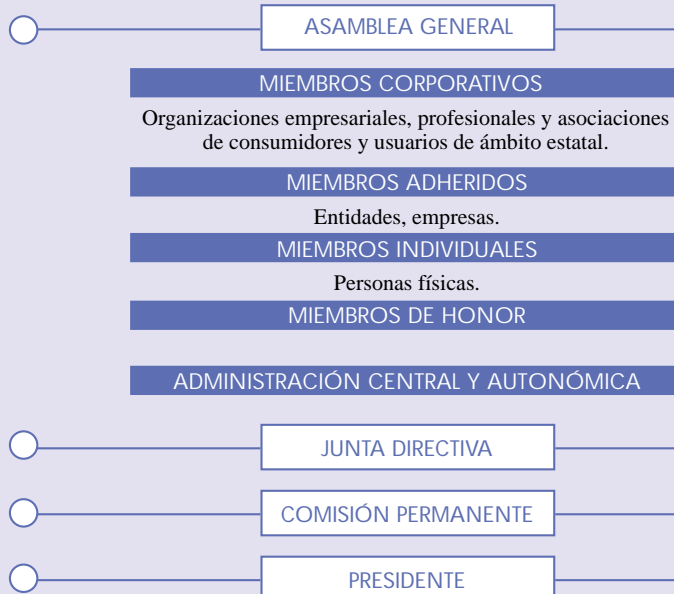 ASAMBLEA GENERAL
MIEMBROS CORPORATIVOS
Organizaciones empresariales, profesionales y asociaciones
de consumidores y usuarios de ámbito estatal.
MIEMBROS ADHERIDOS
Entidades, empresas.
MIEMBROS INDIVIDUALES
Personas físicas.
MIEMBROS DE HONOR
ADMINISTRACIÓN CENTRAL Y AUTONÓMICA
JUNTA DIRECTIVA
COMISIÓN PERMANENTE
PRESIDENTE